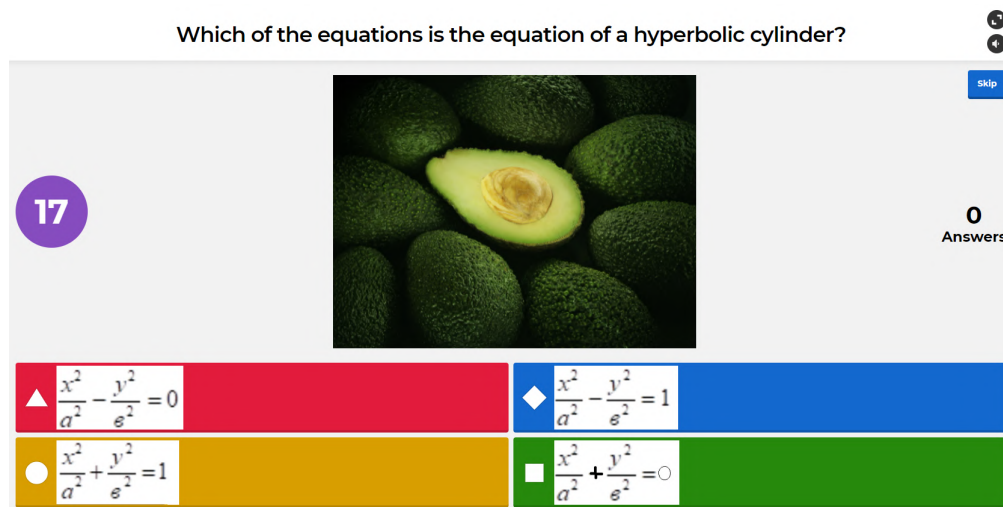 Which of the equations is the equation of a hyperbolic cylinder?
Skip
17
0
Answers
x²/a² − y²/в² = 0
x²/a² − y²/в² = 1
x²/a² + y²/в² = 1
x²/a² + y²/в² = 0